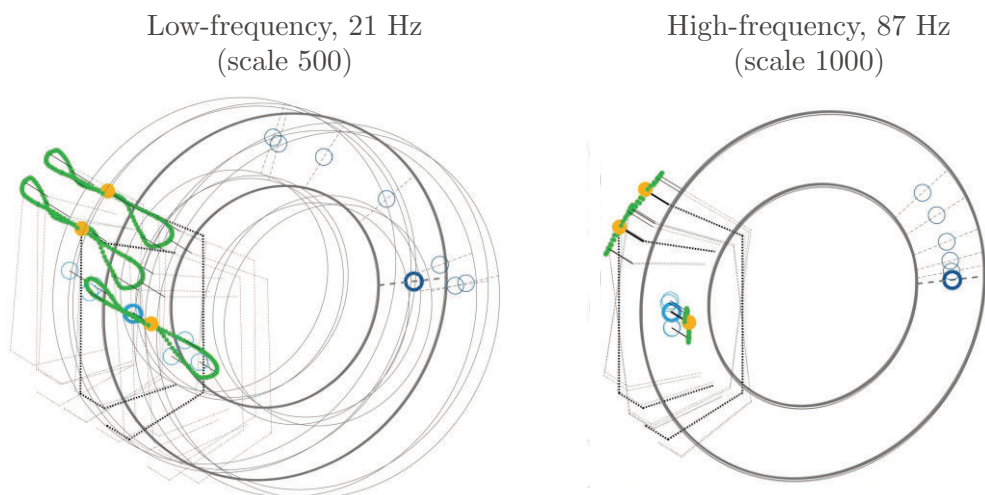 Low-frequency, 21 Hz
(scale 500)
High-frequency, 87 Hz
(scale 1000)